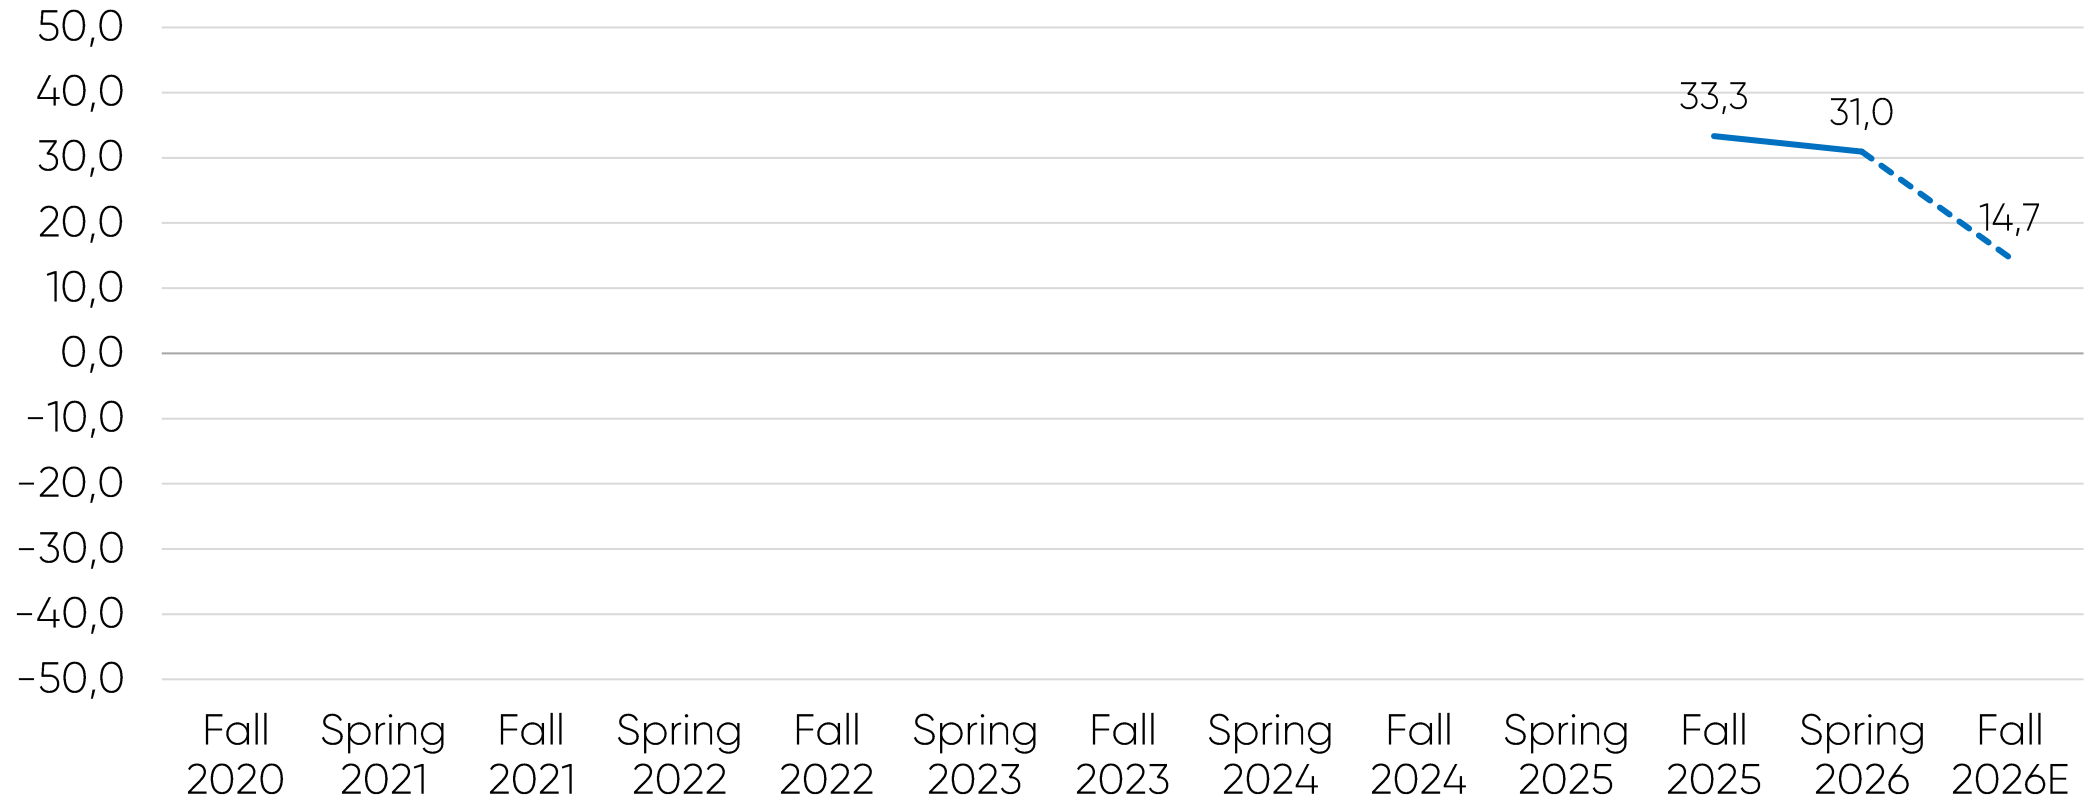 50,0
40,0
30,0
20,0
10,0
0,0
-10,0
-20,0
-30,0
-40,0
-50,0
33,3
31,0
14,7
Fall 2020
Spring 2021
Fall 2021
Spring 2022
Fall 2022
Spring 2023
Fall 2023
Spring 2024
Fall 2024
Spring 2025
Fall 2025
Spring 2026
Fall 2026E